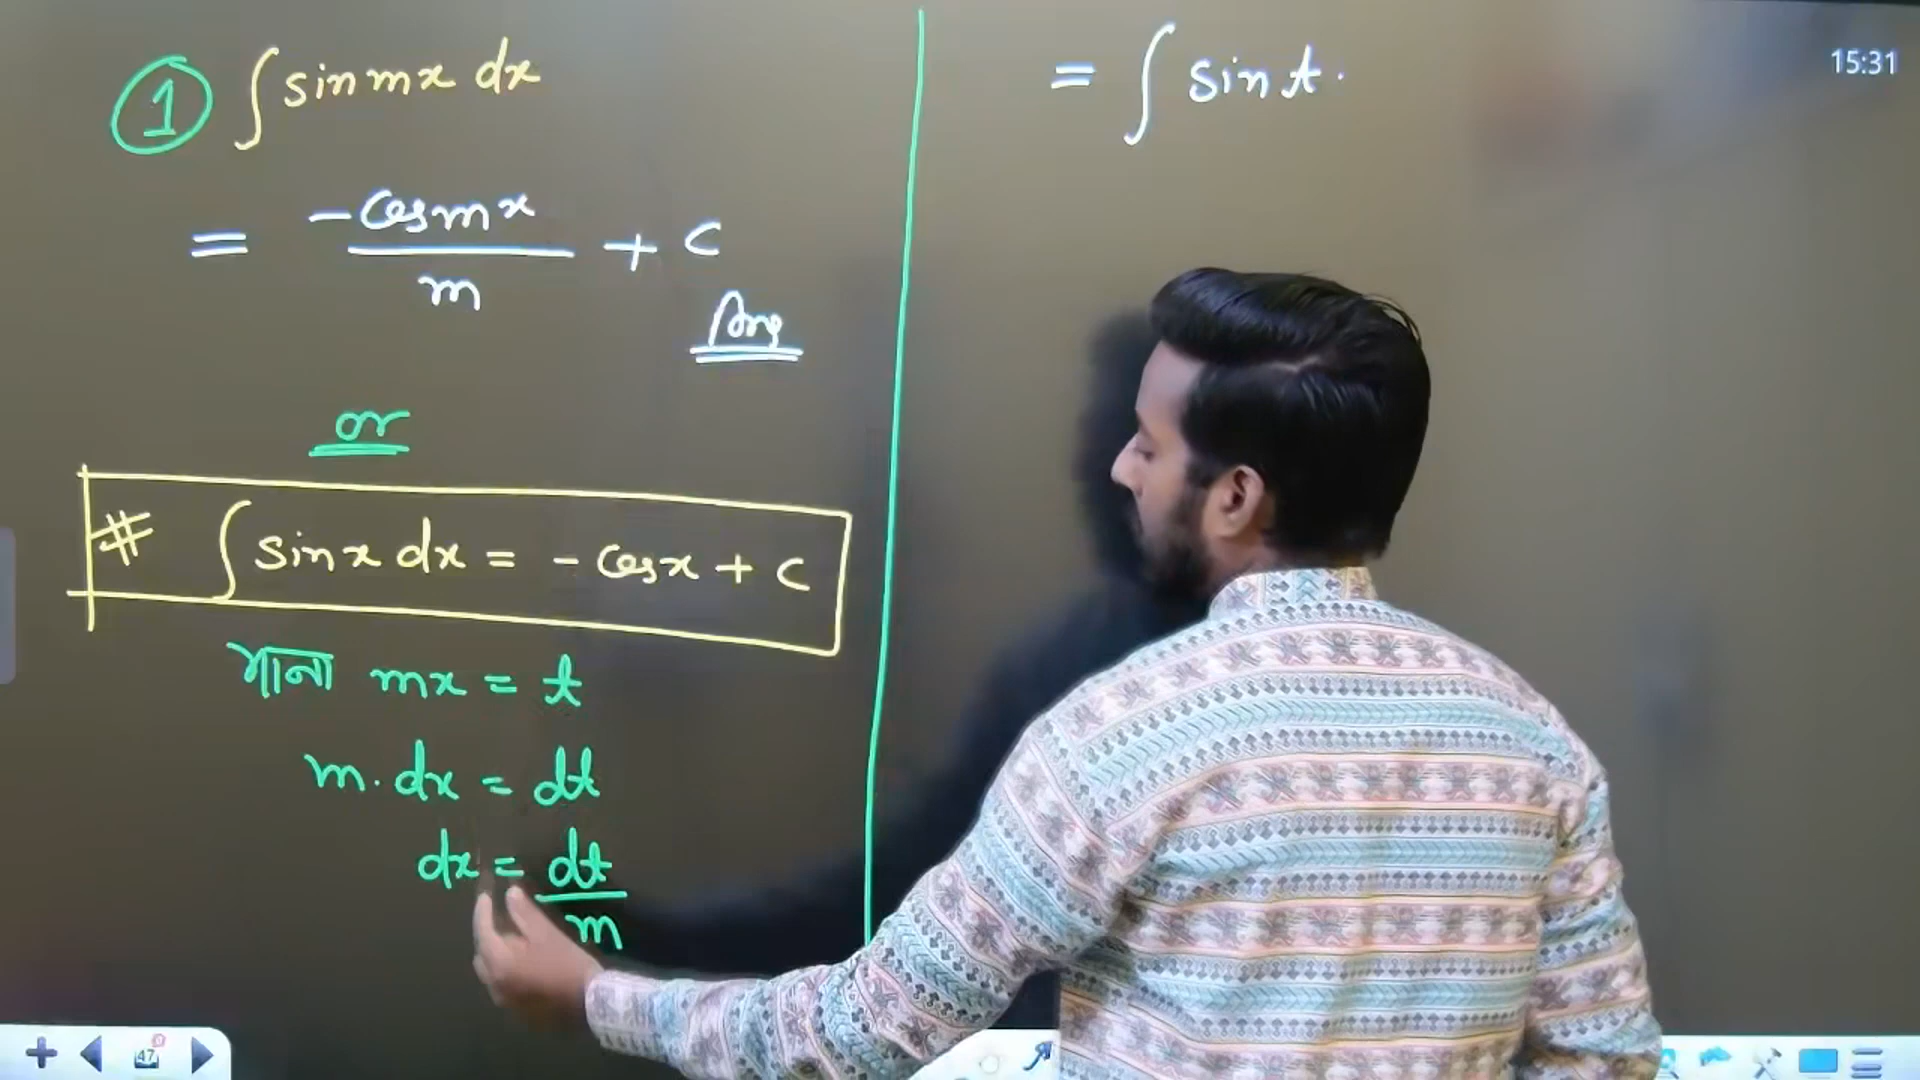 ① ∫ sin mx dx
= -cos mx / m + c
Ans
or
# ∫ sin x dx = - cos x + c
माना mx = t
m. dx = dt
dx = dt / m
= ∫ sin t .
15:31
47